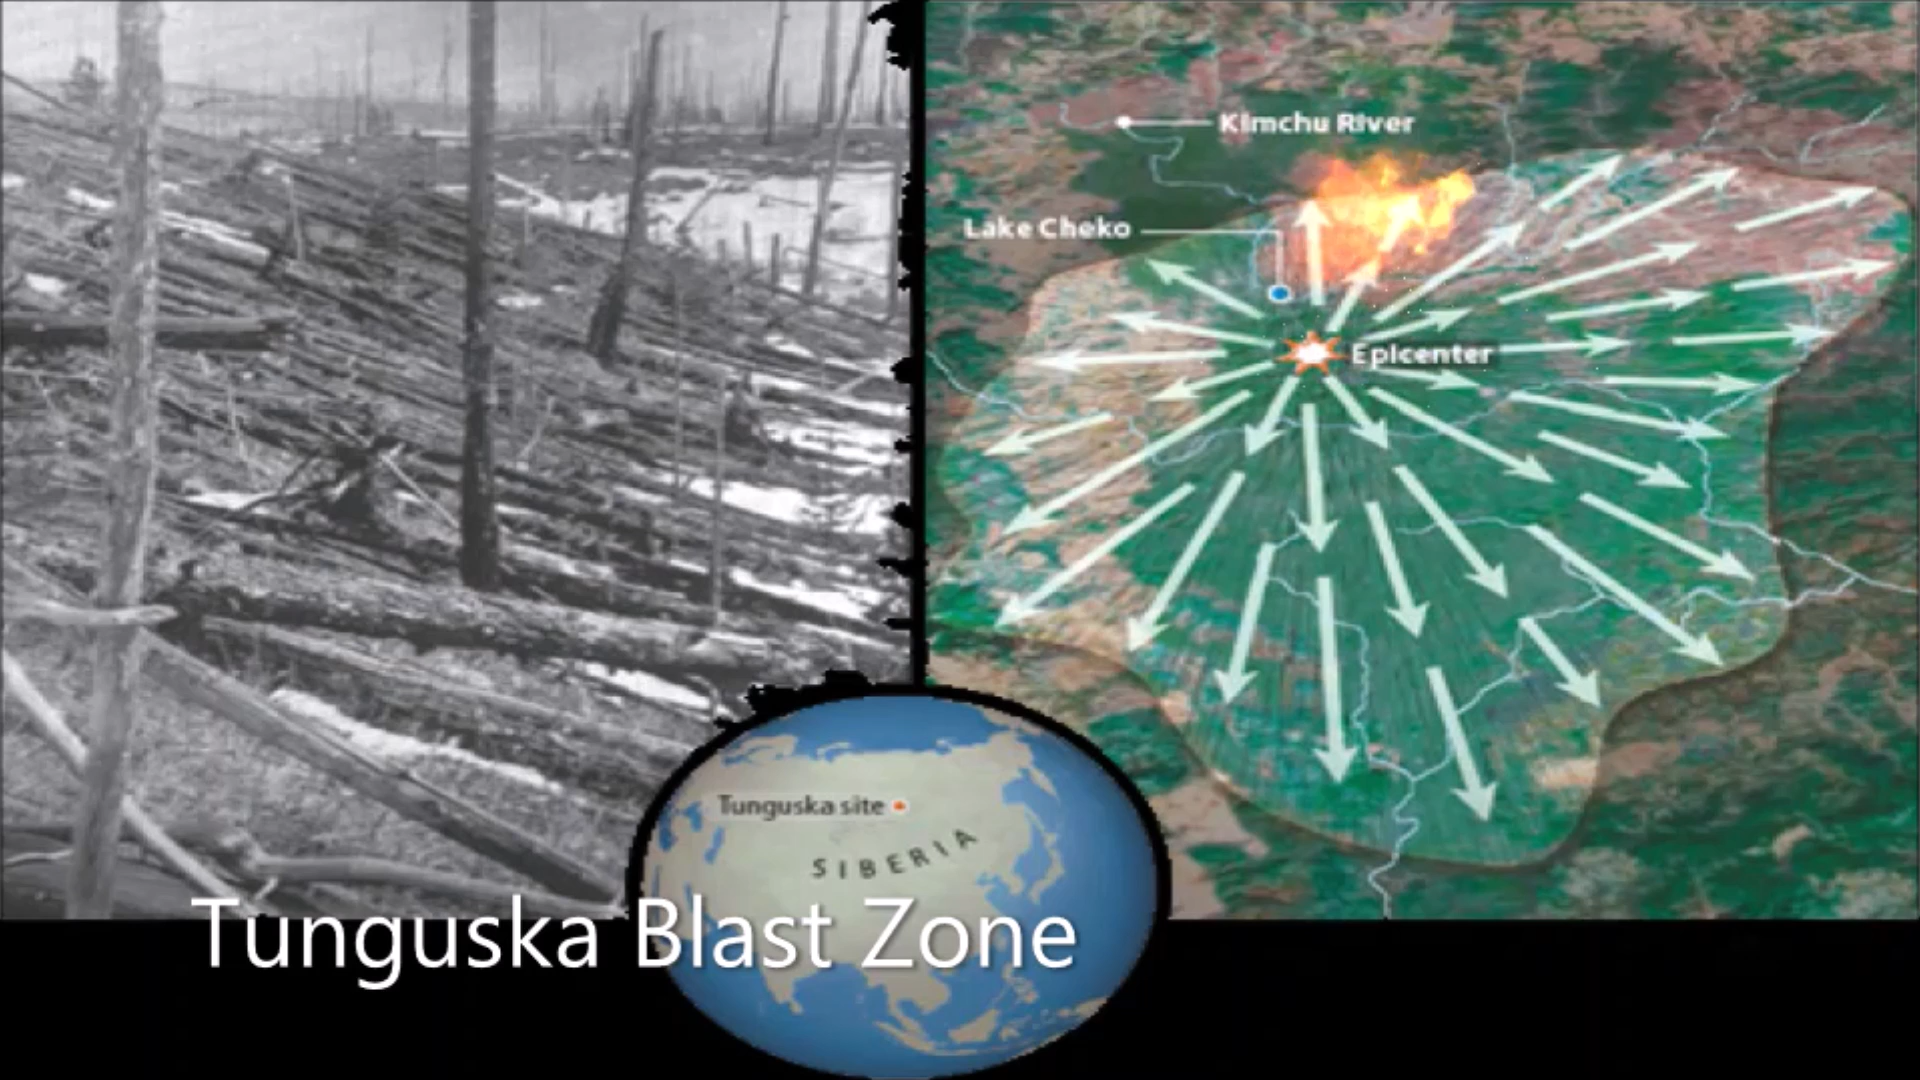 Kimchu River
Lake Cheko
Epicenter
Tunguska site
SIBERIA
Tunguska Blast Zone